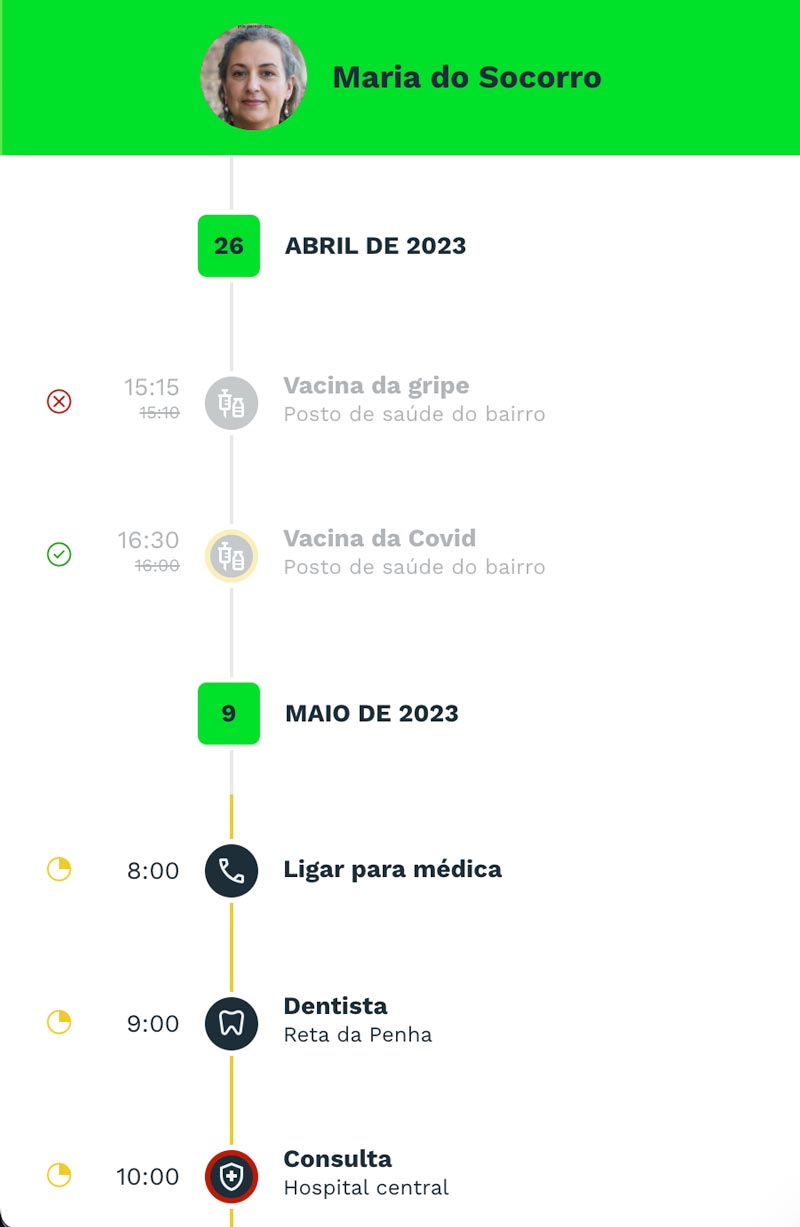 Maria do Socorro
26 ABRIL DE 2023
15:15 Vacina da gripe
15:10 Posto de saúde do bairro
16:30 Vacina da Covid
16:00 Posto de saúde do bairro
9 MAIO DE 2023
8:00 Ligar para médica
9:00 Dentista
Reta da Penha
10:00 Consulta
Hospital central